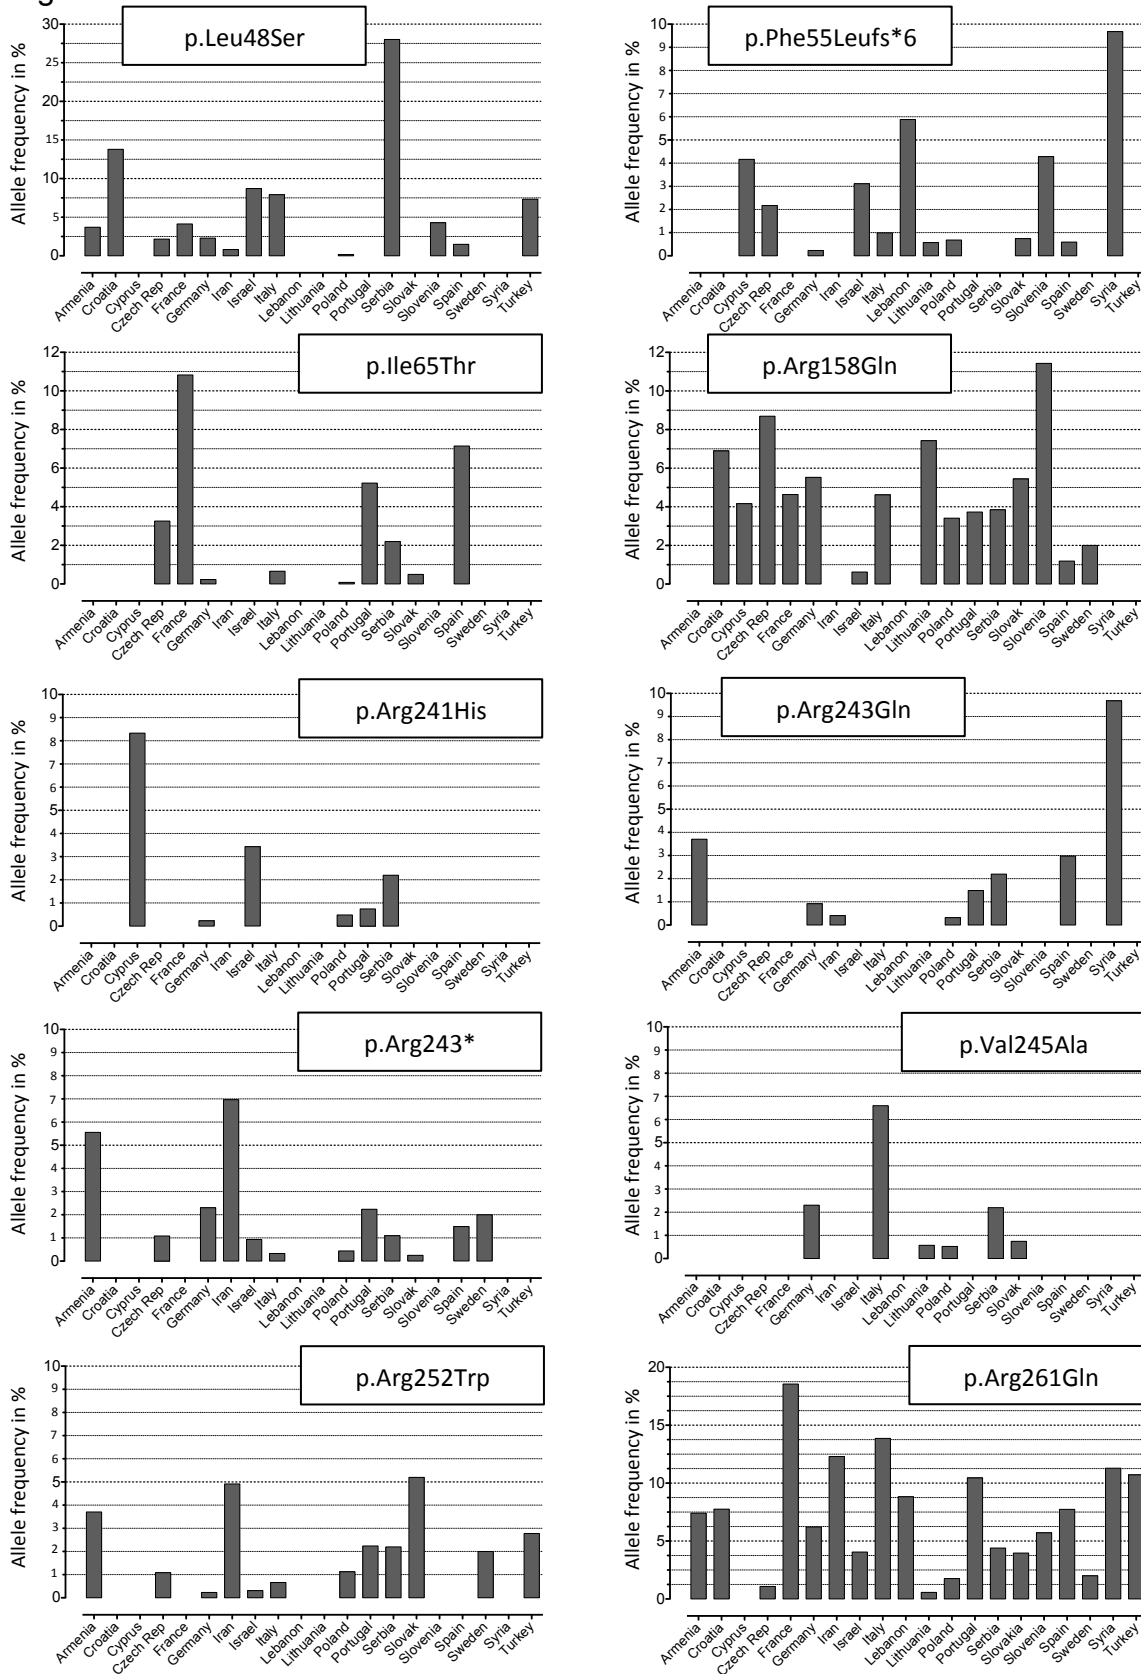 p.Leu48Ser
Allele frequency in %
30
25
20
15
10
5
0
Armenia
Croatia
Cyprus
Czech Rep
France
Germany
Iran
Israel
Italy
Lebanon
Lithuania
Poland
Portugal
Serbia
Slovak
Slovenia
Spain
Sweden
Syria
Turkey
p.Phe55Leufs*6
Allele frequency in %
10
9
8
7
6
5
4
3
2
1
0
Armenia
Croatia
Cyprus
Czech Rep
France
Germany
Iran
Israel
Italy
Lebanon
Lithuania
Poland
Portugal
Serbia
Slovak
Slovenia
Spain
Sweden
Syria
Turkey
p.Ile65Thr
Allele frequency in %
12
10
8
6
4
2
0
Armenia
Croatia
Cyprus
Czech Rep
France
Germany
Iran
Israel
Italy
Lebanon
Lithuania
Poland
Portugal
Serbia
Slovak
Slovenia
Spain
Sweden
Syria
Turkey
p.Arg158Gln
Allele frequency in %
12
10
8
6
4
2
0
Armenia
Croatia
Cyprus
Czech Rep
France
Germany
Iran
Israel
Italy
Lebanon
Lithuania
Poland
Portugal
Serbia
Slovak
Slovenia
Spain
Sweden
Syria
Turkey
p.Arg241His
Allele frequency in %
10
9
8
7
6
5
4
3
2
1
0
Armenia
Croatia
Cyprus
Czech Rep
France
Germany
Iran
Israel
Italy
Lebanon
Lithuania
Poland
Portugal
Serbia
Slovak
Slovenia
Spain
Sweden
Syria
Turkey
p.Arg243Gln
Allele frequency in %
10
9
8
7
6
5
4
3
2
1
0
Armenia
Croatia
Cyprus
Czech Rep
France
Germany
Iran
Israel
Italy
Lebanon
Lithuania
Poland
Portugal
Serbia
Slovak
Slovenia
Spain
Sweden
Syria
Turkey
p.Arg243*
Allele frequency in %
10
9
8
7
6
5
4
3
2
1
0
Armenia
Croatia
Cyprus
Czech Rep
France
Germany
Iran
Israel
Italy
Lebanon
Lithuania
Poland
Portugal
Serbia
Slovak
Slovenia
Spain
Sweden
Syria
Turkey
p.Val245Ala
Allele frequency in %
10
9
8
7
6
5
4
3
2
1
0
Armenia
Croatia
Cyprus
Czech Rep
France
Germany
Iran
Israel
Italy
Lebanon
Lithuania
Poland
Portugal
Serbia
Slovak
Slovenia
Spain
Sweden
Syria
Turkey
p.Arg252Trp
Allele frequency in %
10
9
8
7
6
5
4
3
2
1
0
Armenia
Croatia
Cyprus
Czech Rep
France
Germany
Iran
Israel
Italy
Lebanon
Lithuania
Poland
Portugal
Serbia
Slovak
Slovenia
Spain
Sweden
Syria
Turkey
p.Arg261Gln
Allele frequency in %
20
15
10
5
0
Armenia
Croatia
Cyprus
Czech Rep
France
Germany
Iran
Israel
Italy
Lebanon
Lithuania
Poland
Portugal
Serbia
Slovakia
Slovenia
Spain
Sweden
Syria
Turkey